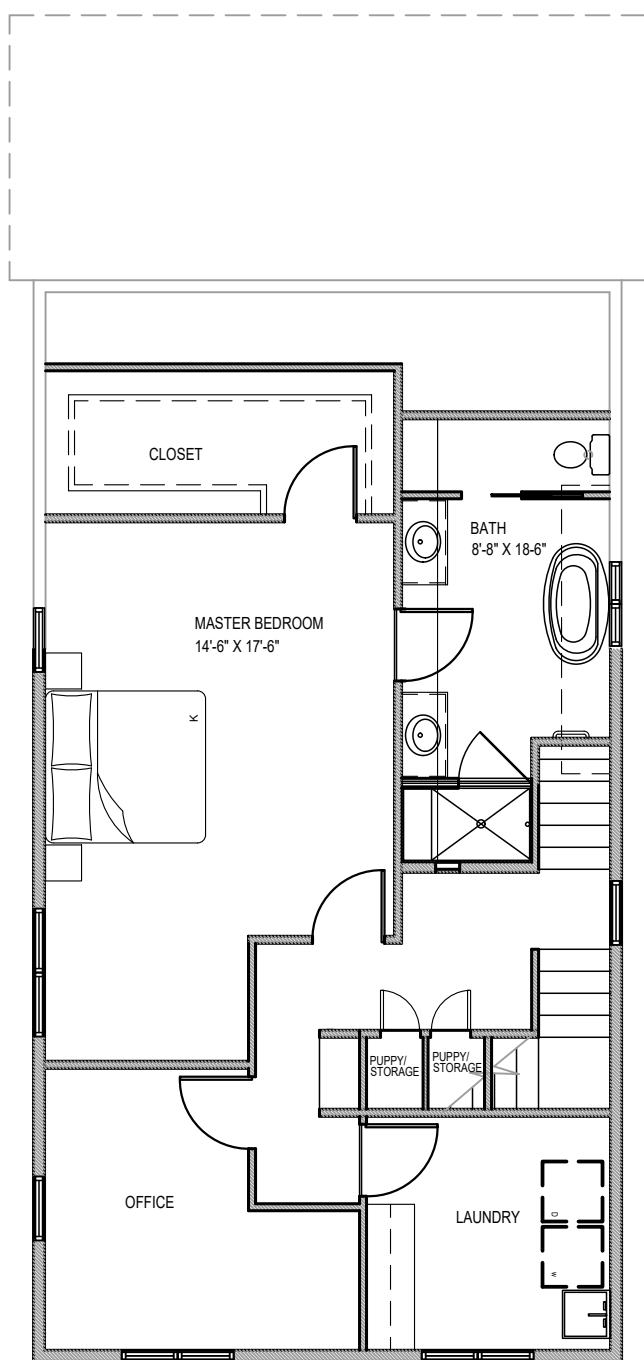 CLOSET
BATH
8'-8" X 18'-6"
MASTER BEDROOM
14'-6" X 17'-6"
K
PUPPY/
STORAGE
PUPPY/
STORAGE
OFFICE
LAUNDRY
D
W